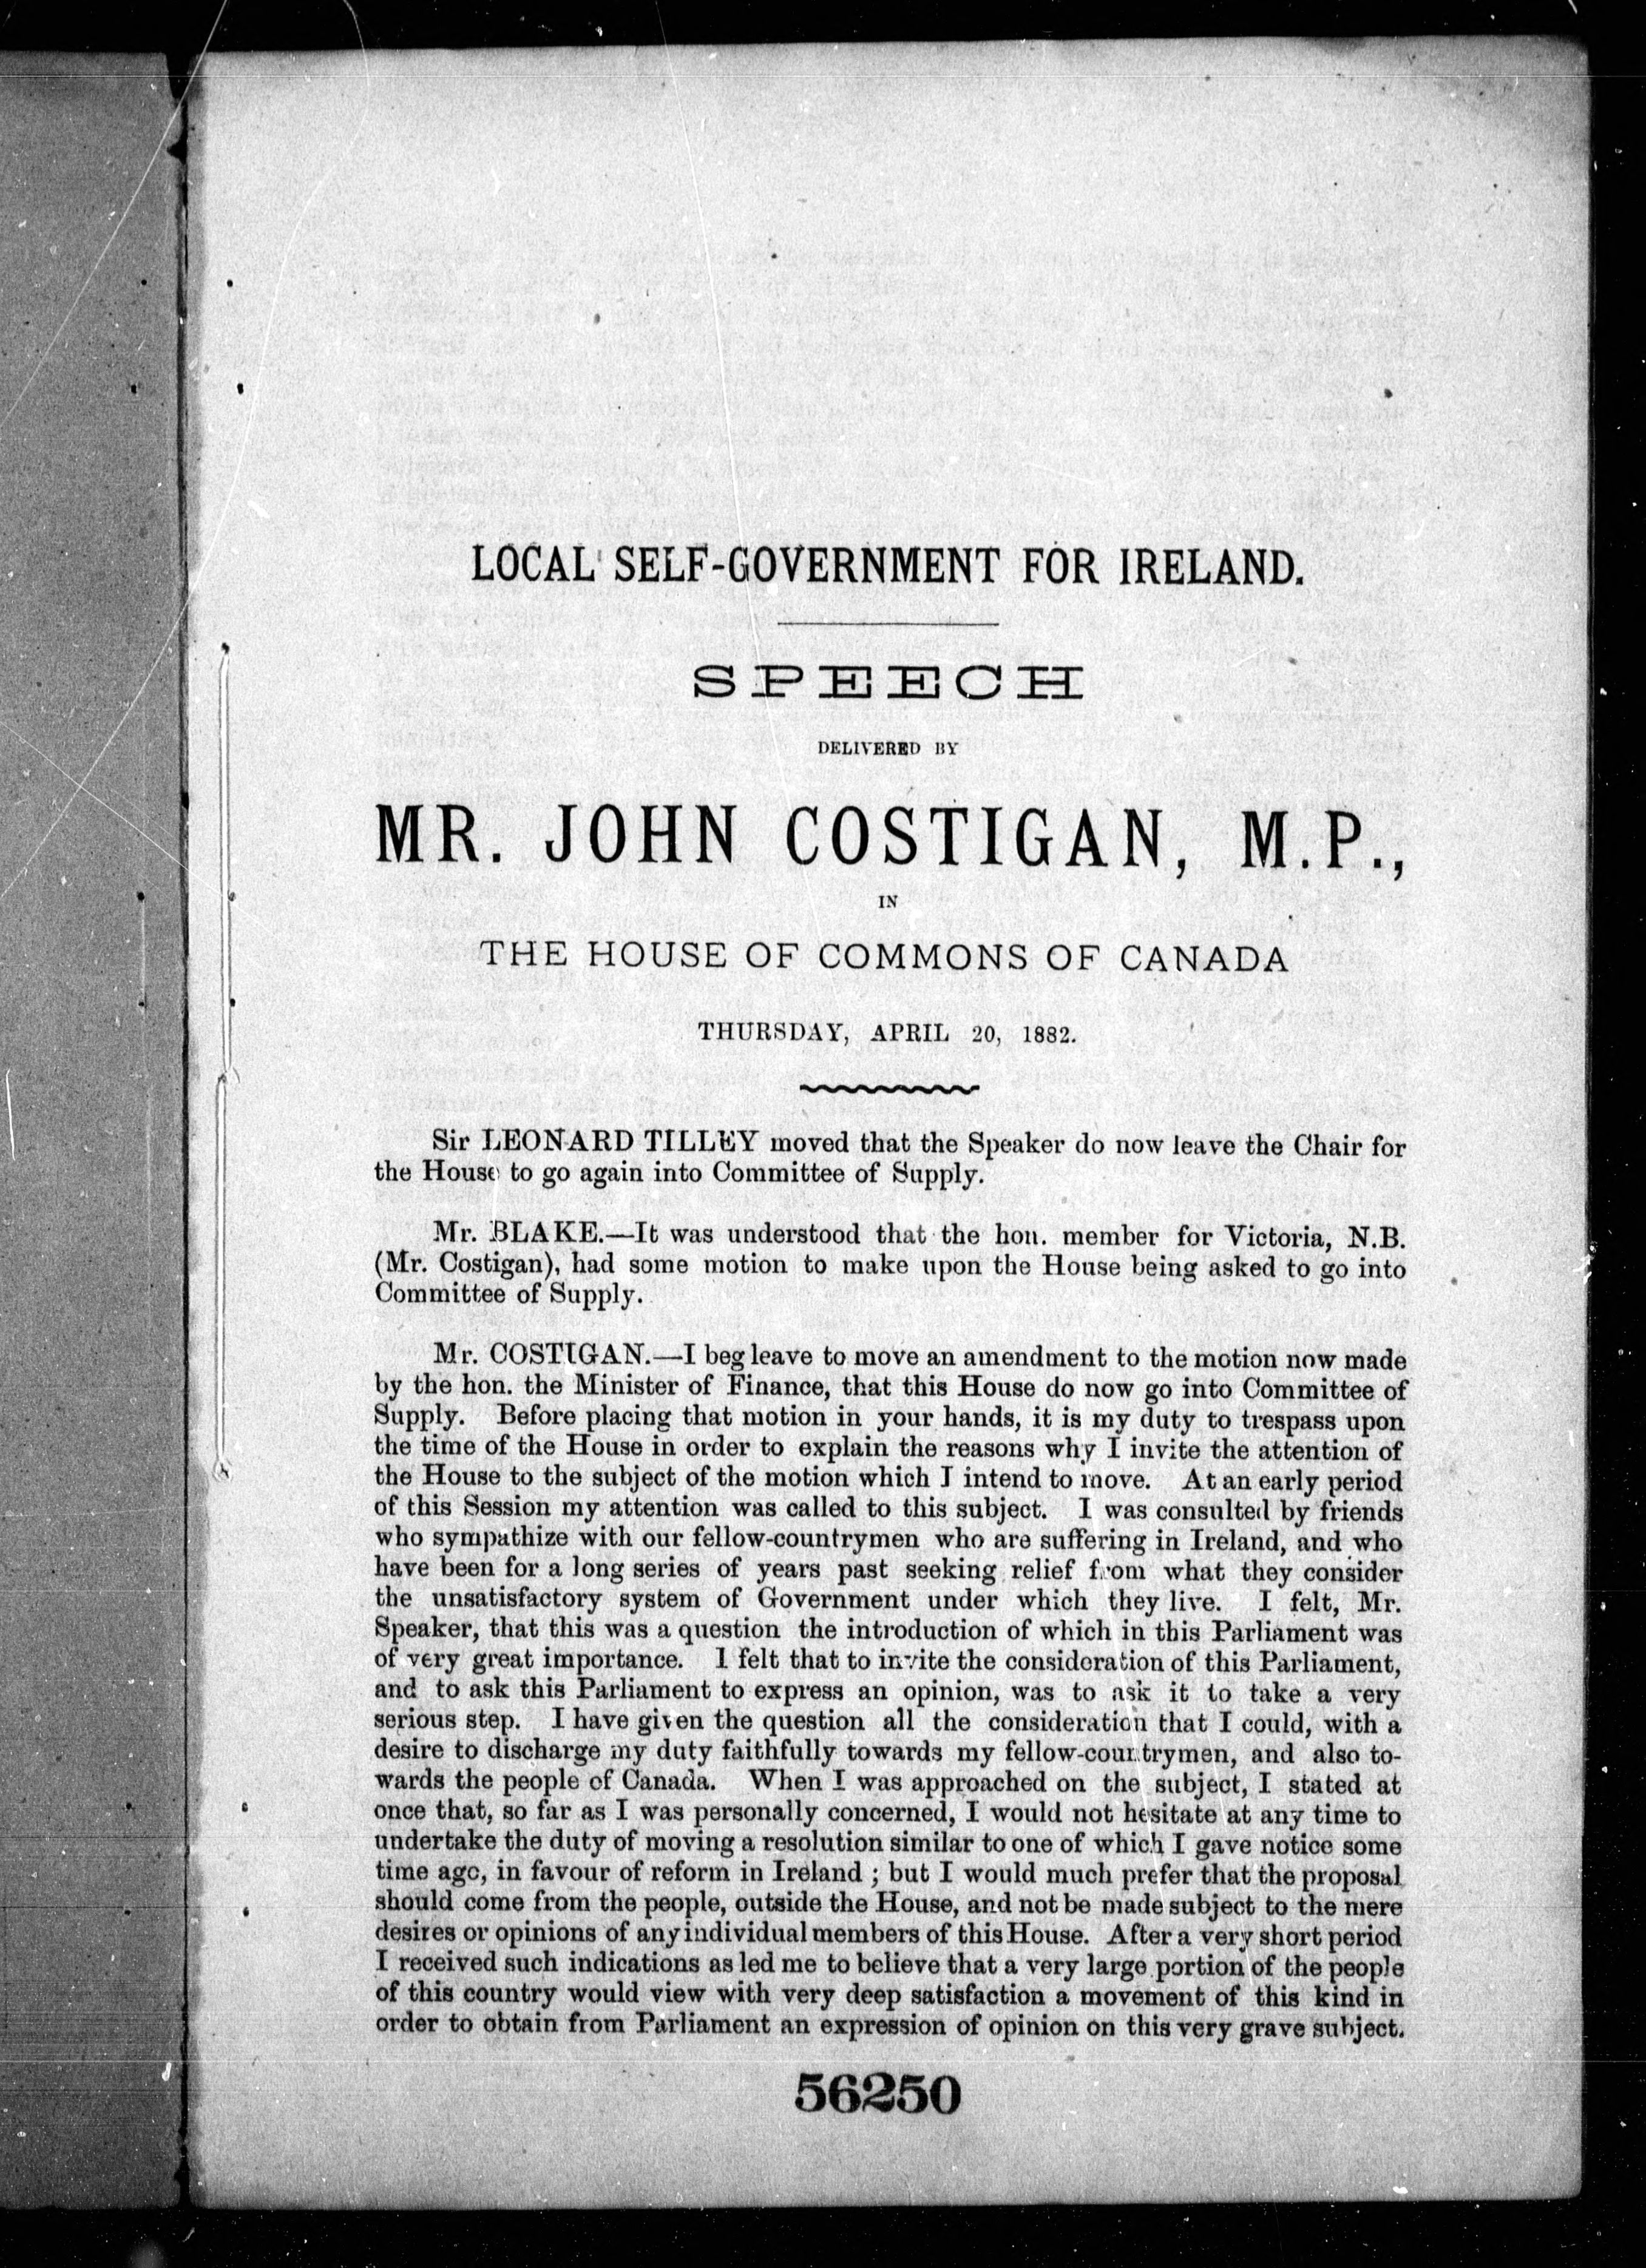 LOCAL SELF-GOVERNMENT FOR IRELAND.
SPEECH
DELIVERED BY
MR. JOHN COSTIGAN, M.P.,
IN
THE HOUSE OF COMMONS OF CANADA
THURSDAY, APRIL 20, 1882.
Sir LEONARD TILLEY moved that the Speaker do now leave the Chair for
the House to go again into Committee of Supply.
Mr. BLAKE.—It was understood that the hon. member for Victoria, N.B.
(Mr. Costigan), had some motion to make upon the House being asked to go into
Committee of Supply.
Mr. COSTIGAN.—I beg leave to move an amendment to the motion now made
by the hon. the Minister of Finance, that this House do now go into Committee of
Supply. Before placing that motion in your hands, it is my duty to trespass upon
the time of the House in order to explain the reasons why I invite the attention of
the House to the subject of the motion which I intend to move. At an early period
of this Session my attention was called to this subject. I was consulted by friends
who sympathize with our fellow-countrymen who are suffering in Ireland, and who
have been for a long series of years past seeking relief from what they consider
the unsatisfactory system of Government under which they live. I felt, Mr.
Speaker, that this was a question the introduction of which in this Parliament was
of very great importance. I felt that to invite the consideration of this Parliament,
and to ask this Parliament to express an opinion, was to ask it to take a very
serious step. I have given the question all the consideration that I could, with a
desire to discharge my duty faithfully towards my fellow-countrymen, and also to-
wards the people of Canada. When I was approached on the subject, I stated at
once that, so far as I was personally concerned, I would not hesitate at any time to
undertake the duty of moving a resolution similar to one of which I gave notice some
time ago, in favour of reform in Ireland ; but I would much prefer that the proposal
should come from the people, outside the House, and not be made subject to the mere
desires or opinions of any individual members of this House. After a very short period
I received such indications as led me to believe that a very large portion of the people
of this country would view with very deep satisfaction a movement of this kind in
order to obtain from Parliament an expression of opinion on this very grave subject.
56250